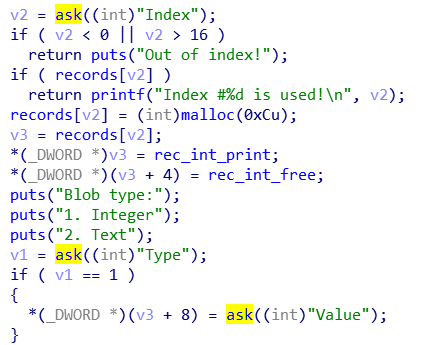 v2 = ask((int)"Index");
if ( v2 < 0 || v2 > 16 )
return puts("Out of index!");
if ( records[v2] )
return printf("Index #%d is used!\n", v2);
records[v2] = (int)malloc(0xCu);
v3 = records[v2];
*(_DWORD *)v3 = rec_int_print;
*(_DWORD *)(v3 + 4) = rec_int_free;
puts("Blob type:");
puts("1. Integer");
puts("2. Text");
v1 = ask((int)"Type");
if ( v1 == 1 )
{
*(_DWORD *)(v3 + 8) = ask((int)"Value");
}